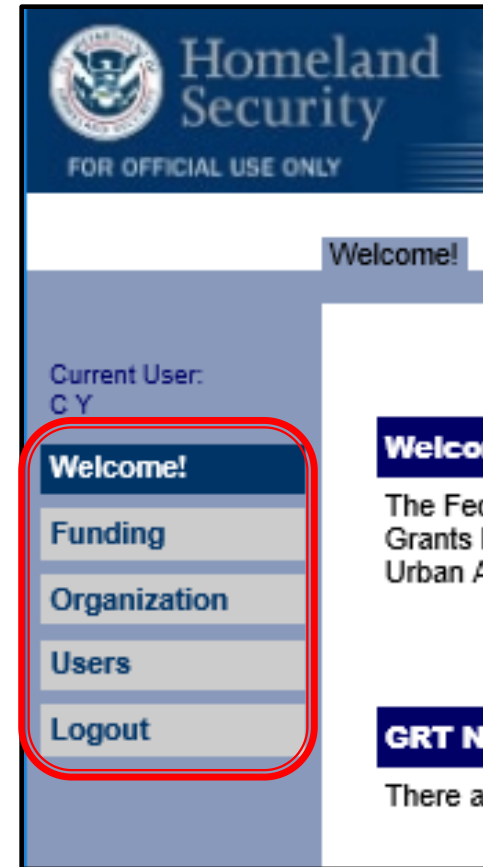 Homeland
Security
FOR OFFICIAL USE ONLY
Welcome!
Current User:
C Y
Welcome!
Funding
Organization
Users
Logout
The
Grants
Urban
GRT
There